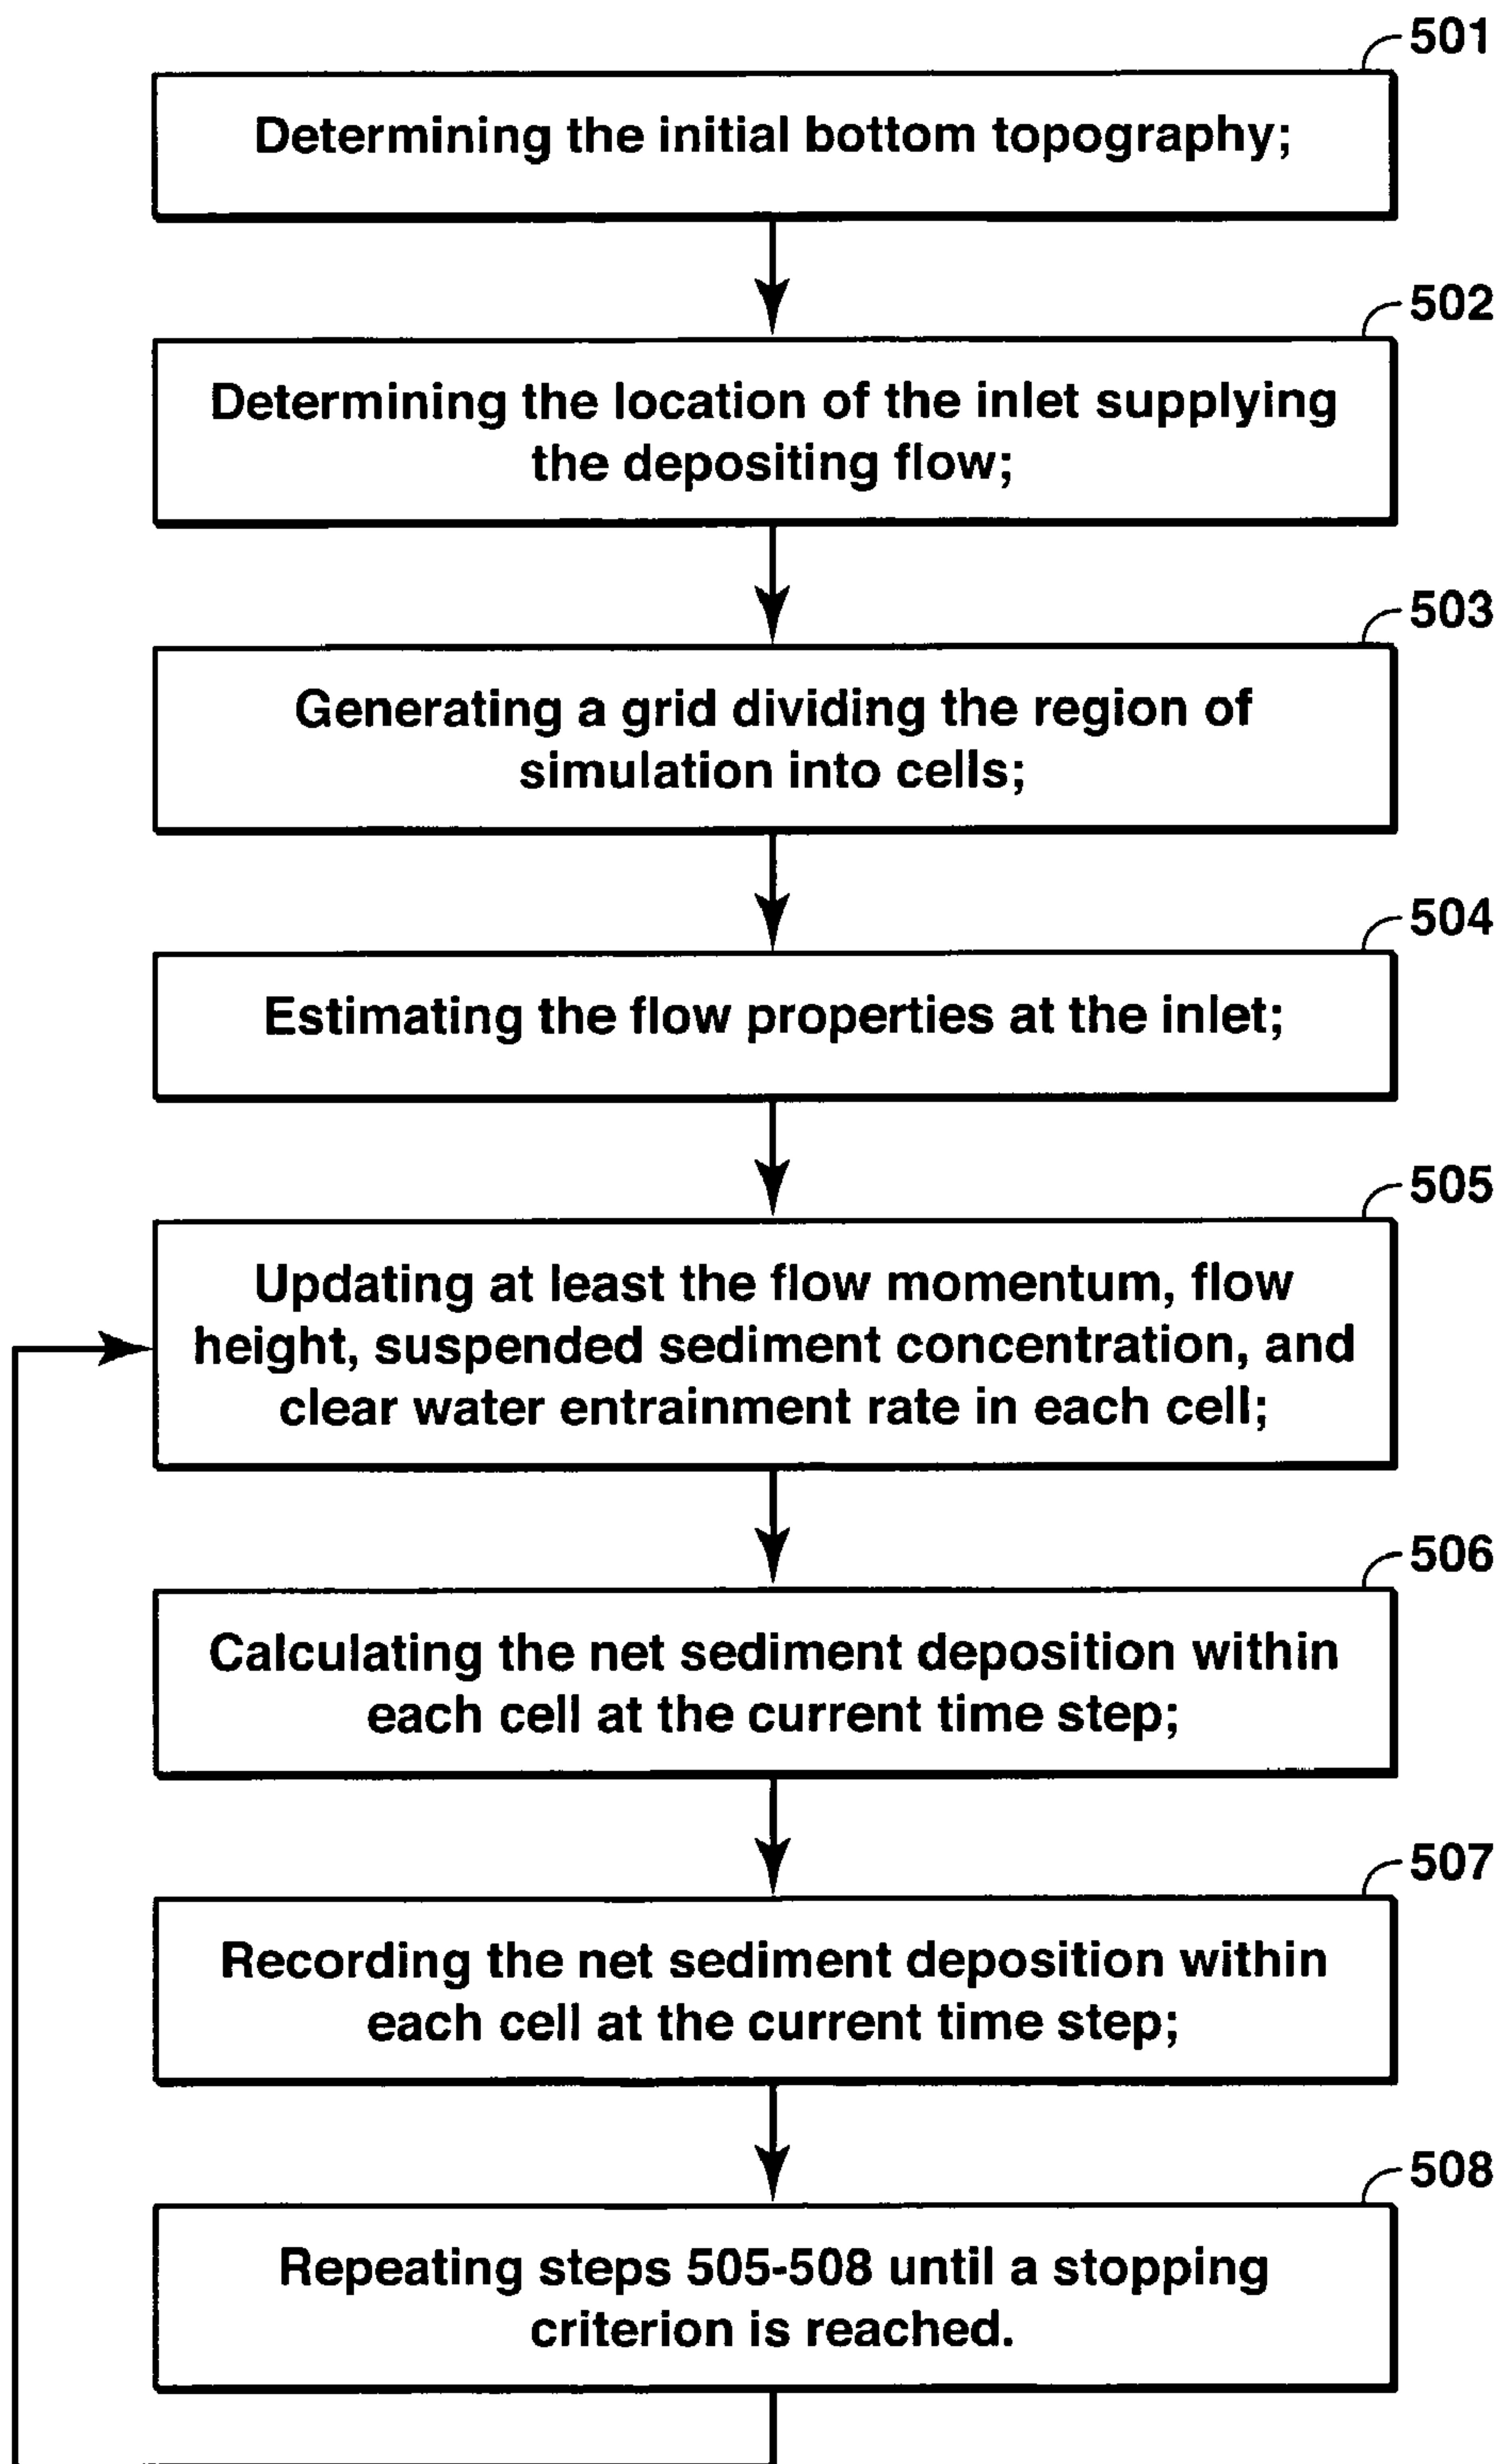 501
Determining the initial bottom topography;
502
Determining the location of the inlet supplying
the depositing flow;
503
Generating a grid dividing the region of
simulation into cells;
504
Estimating the flow properties at the inlet;
505
Updating at least the flow momentum, flow
height, suspended sediment concentration, and
clear water entrainment rate in each cell;
506
Calculating the net sediment deposition within
each cell at the current time step;
507
Recording the net sediment deposition within
each cell at the current time step;
508
Repeating steps 505-508 until a stopping
criterion is reached.